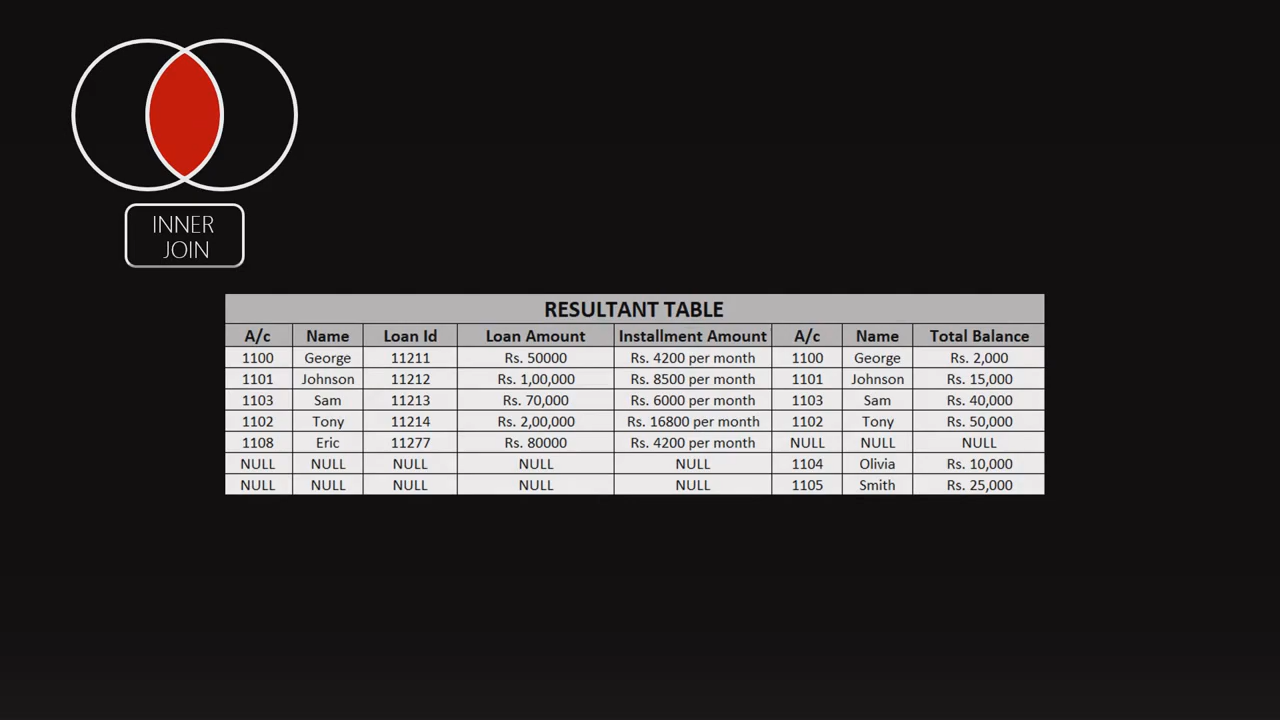 INNER
JOIN
RESULTANT TABLE
A/c Name Loan Id Loan Amount Installment Amount A/c Name Total Balance
1100 George 11211 Rs. 50000 Rs. 4200 per month 1100 George Rs. 2,000
1101 Johnson 11212 Rs. 1,00,000 Rs. 8500 per month 1101 Johnson Rs. 15,000
1103 Sam 11213 Rs. 70,000 Rs. 6000 per month 1103 Sam Rs. 40,000
1102 Tony 11214 Rs. 2,00,000 Rs. 16800 per month 1102 Tony Rs. 50,000
1108 Eric 11277 Rs. 80000 Rs. 4200 per month NULL NULL NULL
NULL NULL NULL NULL NULL 1104 Olivia Rs. 10,000
NULL NULL NULL NULL NULL 1105 Smith Rs. 25,000